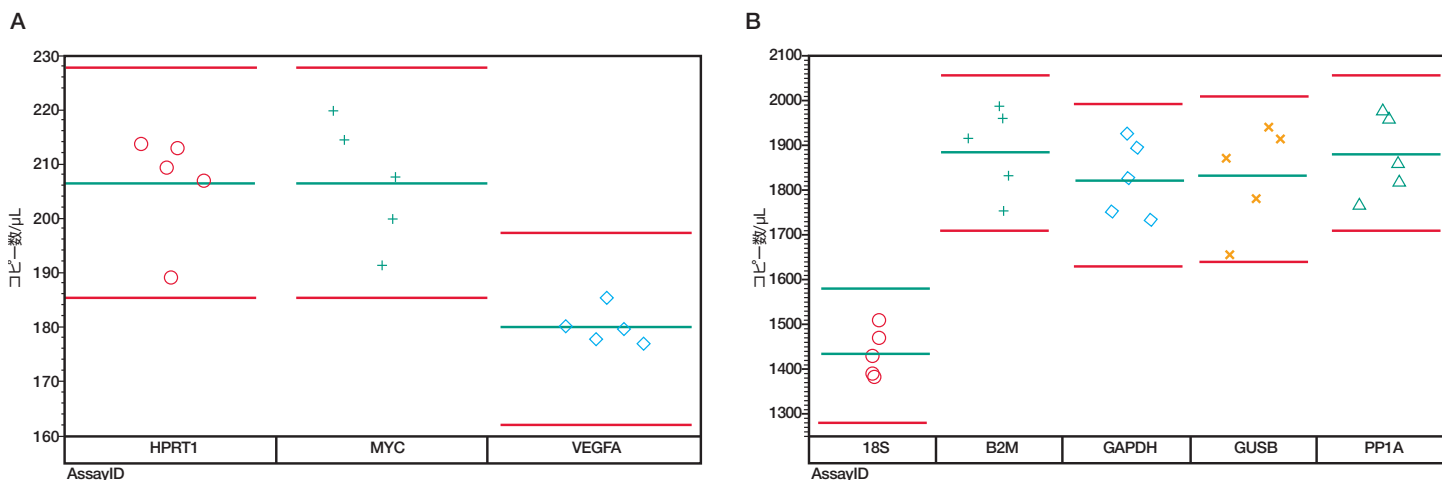 A
コピー数/µL
230
220
210
200
190
180
170
160
HPRT1 MYC VEGFA
AssayID
B
コピー数/µL
2100
2000
1900
1800
1700
1600
1500
1400
1300
18S B2M GAPDH GUSB PP1A
AssayID